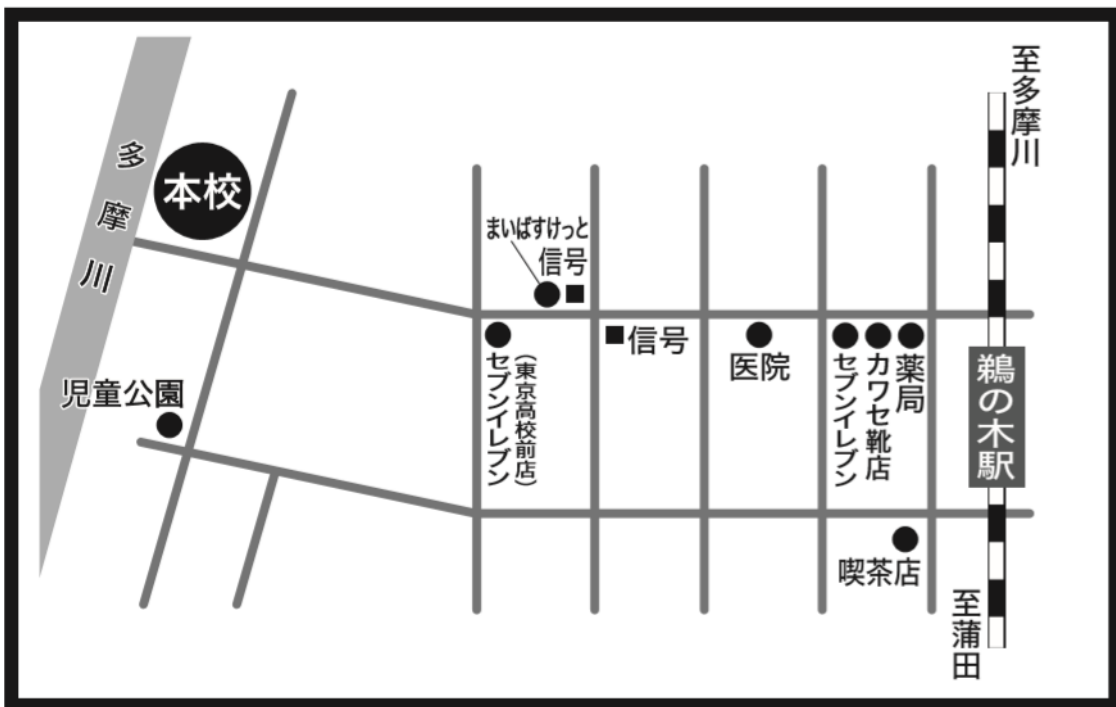 至多摩川
多摩川
本校
まいばすけっと
信号
信号
セブンイレブン
（東京高校前店）
医院
セブンイレブン
カワセ靴店
薬局
鵜の木駅
児童公園
喫茶店
至蒲田